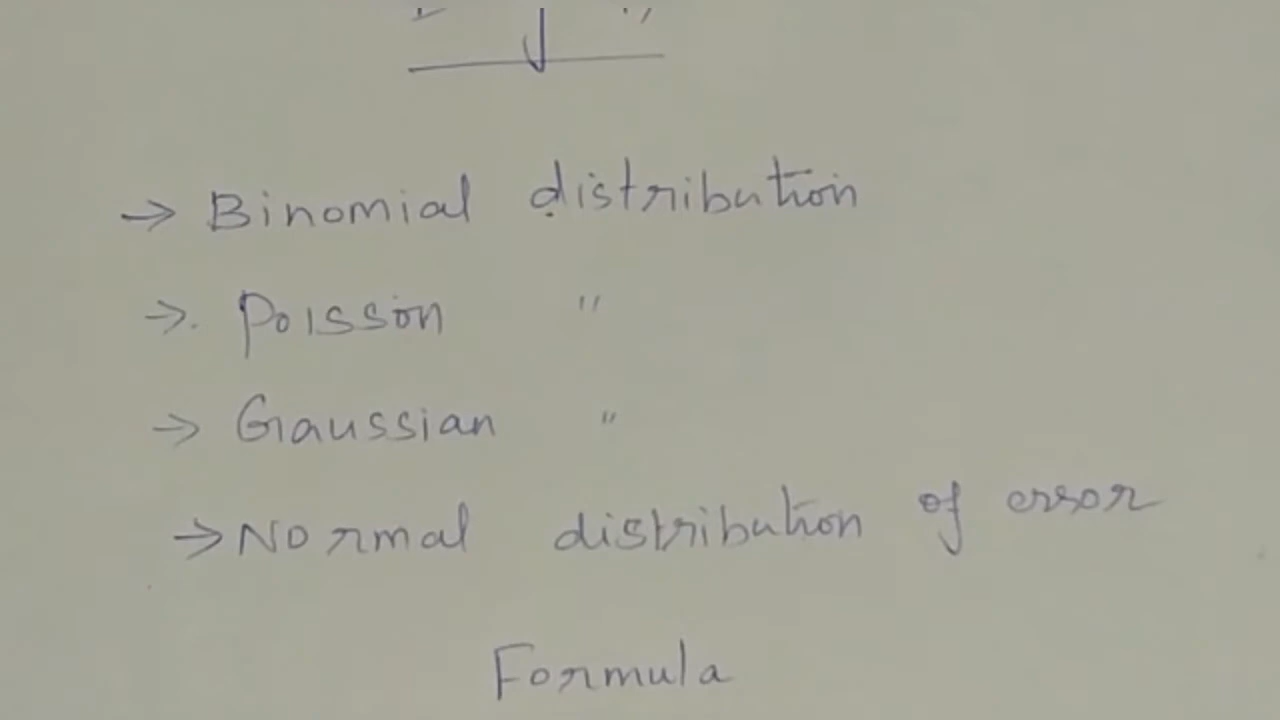 → Binomial distribution
→. Poisson "
→ Gaussian "
→ Normal distribution of error
Formula